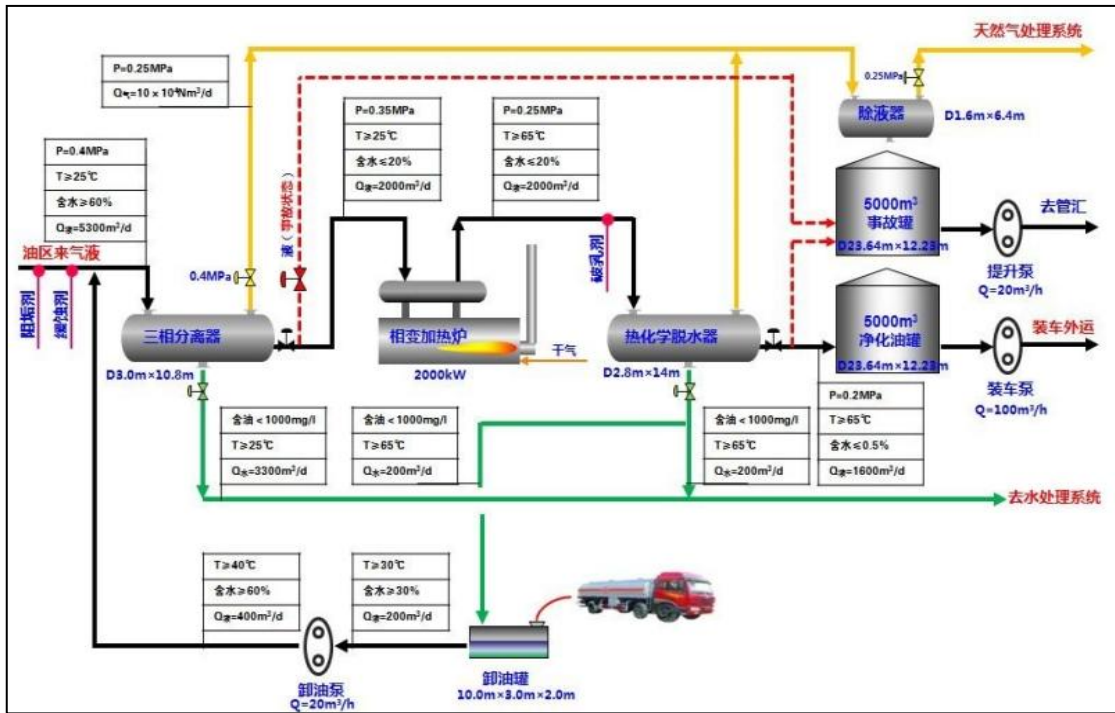 天然气处理系统
P=0.25MPa
Q气=10×10⁴Nm³/d
0.25MPa
除液器
D1.6m×6.4m
P=0.4MPa
T≥25℃
含水≥60%
Q液=5300m³/d
P=0.35MPa
T≥25℃
含水≤20%
Q液=2000m³/d
P=0.25MPa
T≥65℃
含水≤20%
Q液=2000m³/d
液（事故状态）
5000m³
事故罐
D23.64m×12.23m
去管汇
提升泵
Q=20m³/h
油区来气液
阻垢剂
缓蚀剂
0.4MPa
破乳剂
三相分离器
D3.0m×10.8m
相变加热炉
2000kW
干气
热化学脱水器
D2.8m×14m
5000m³
净化油罐
D23.64m×12.23m
装车外运
装车泵
Q=100m³/h
含油＜1000mg/l
T≥25℃
Q水=3300m³/d
含油＜1000mg/l
T≥65℃
Q水=200m³/d
含油＜1000mg/l
T≥65℃
Q水=200m³/d
P=0.2MPa
T≥65℃
含水≤0.5%
Q液=1600m³/d
去水处理系统
T≥40℃
含水≥60%
Q液=400m³/d
T≥30℃
含水≥30%
Q液=200m³/d
卸油泵
Q=20m³/h
卸油罐
10.0m×3.0m×2.0m